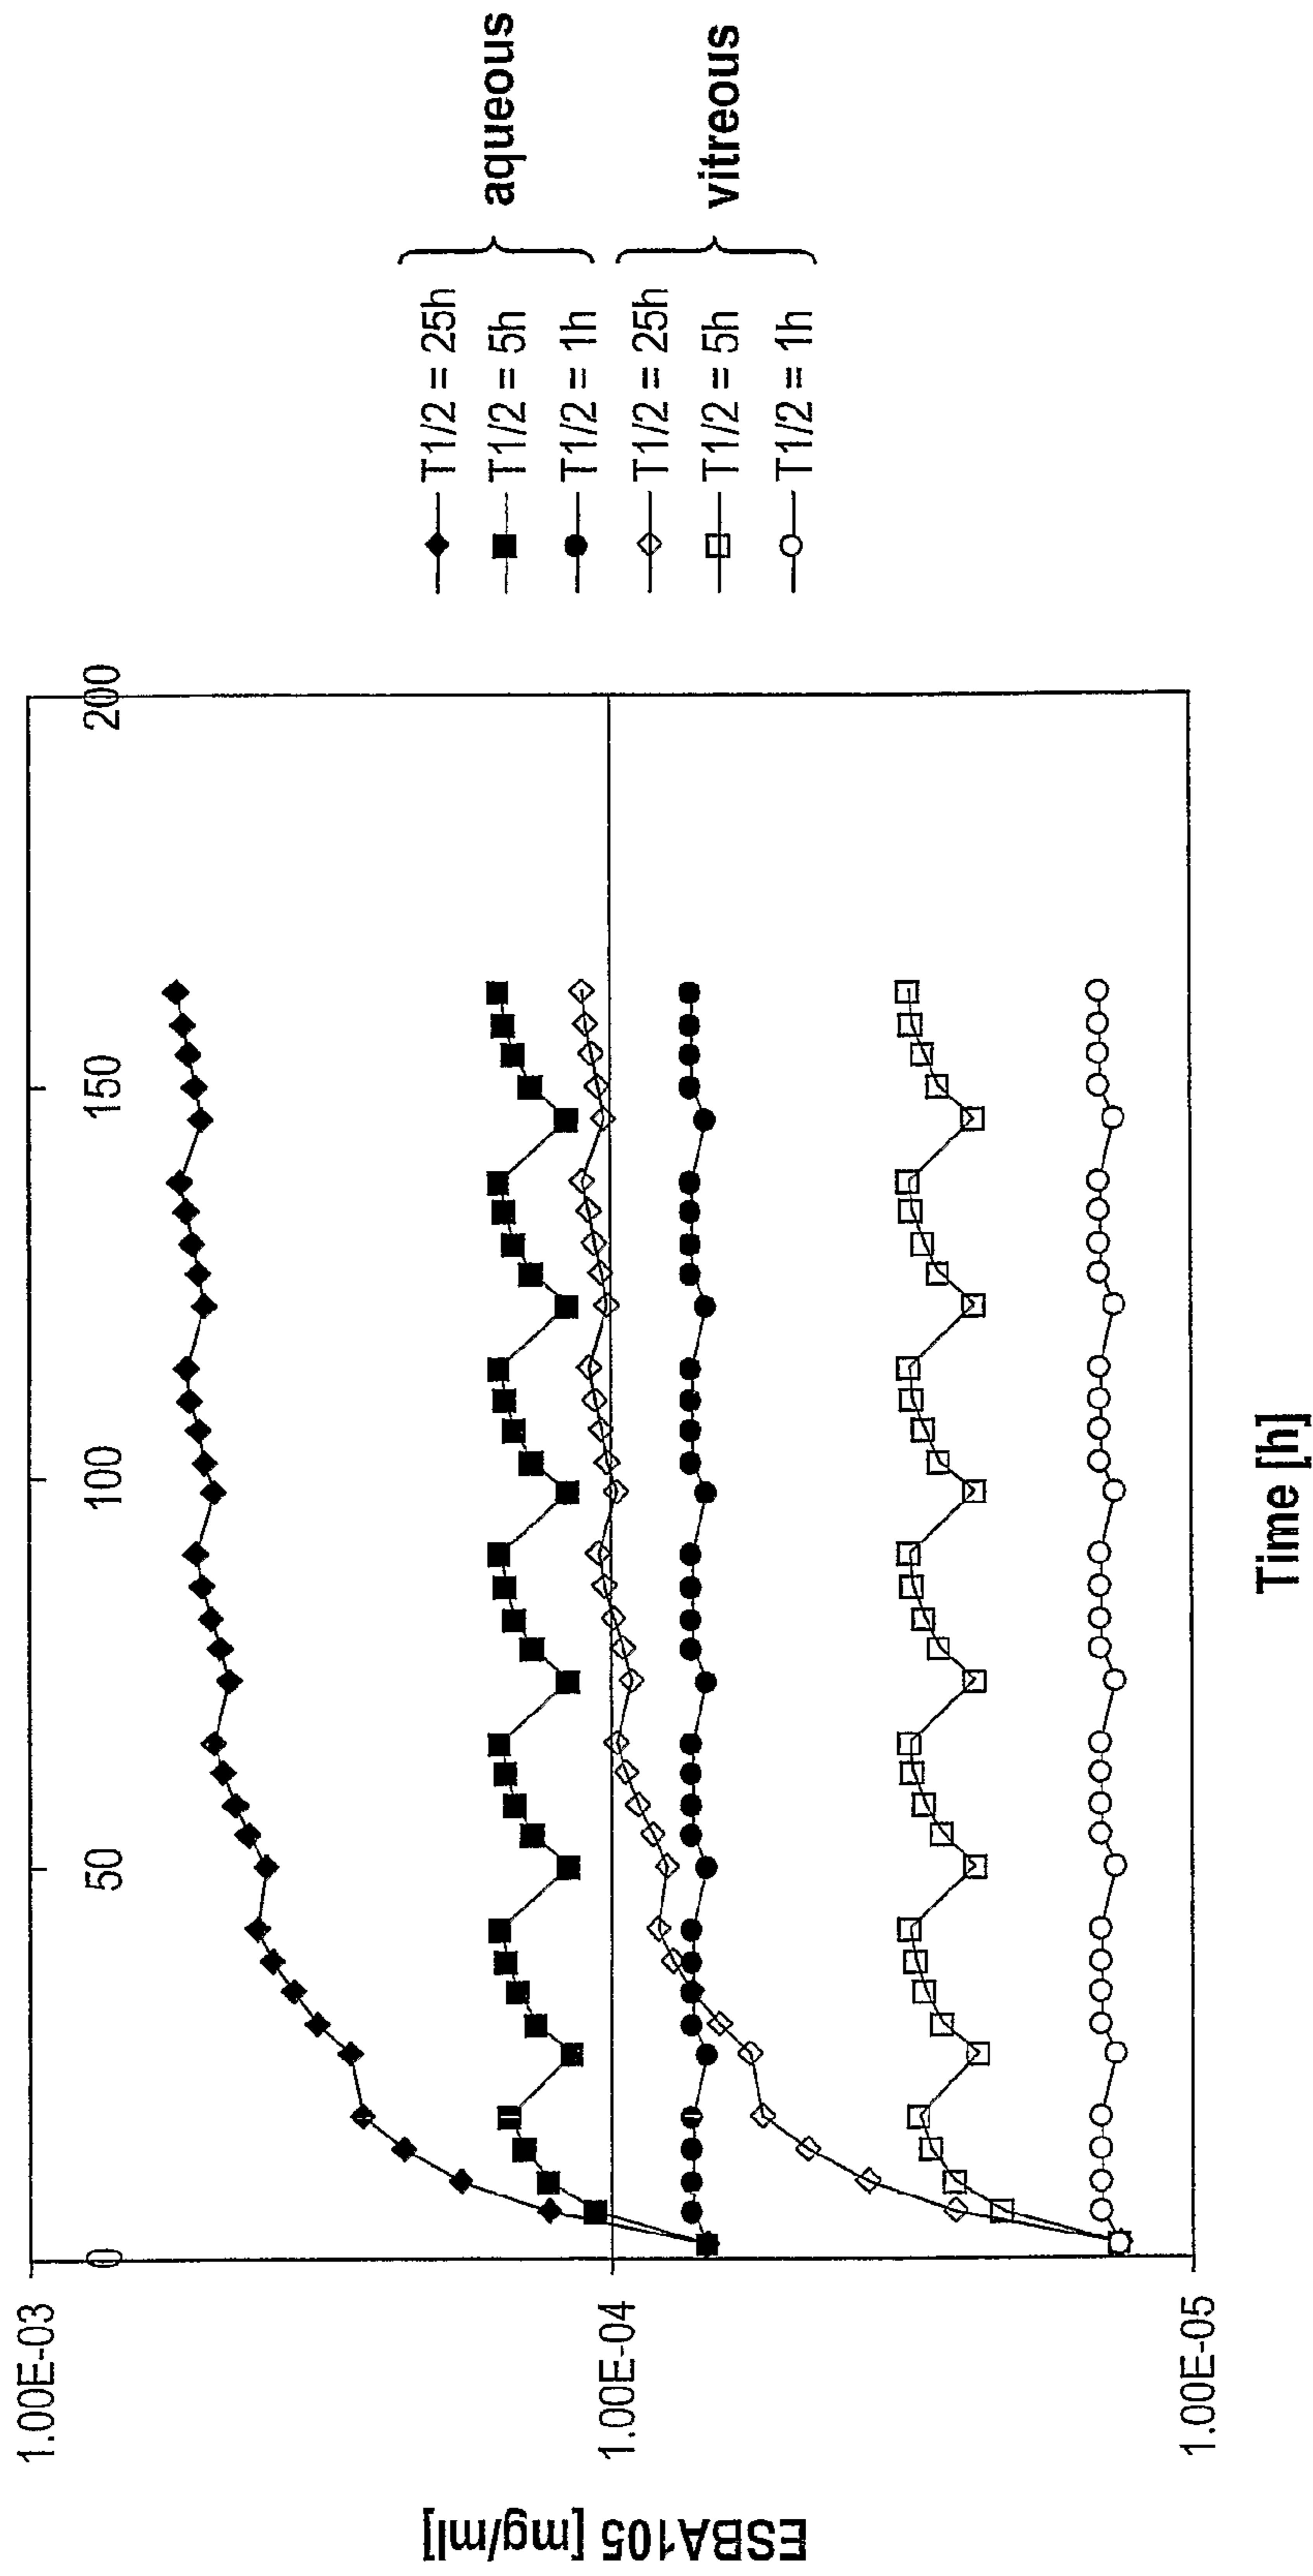 ESBA105 [mg/ml]
1.00E-03
1.00E-04
1.00E-05
0
50
100
150
200
Time [h]
T1/2 = 25h
T1/2 = 5h
T1/2 = 1h
aqueous
T1/2 = 25h
T1/2 = 5h
T1/2 = 1h
vitreous